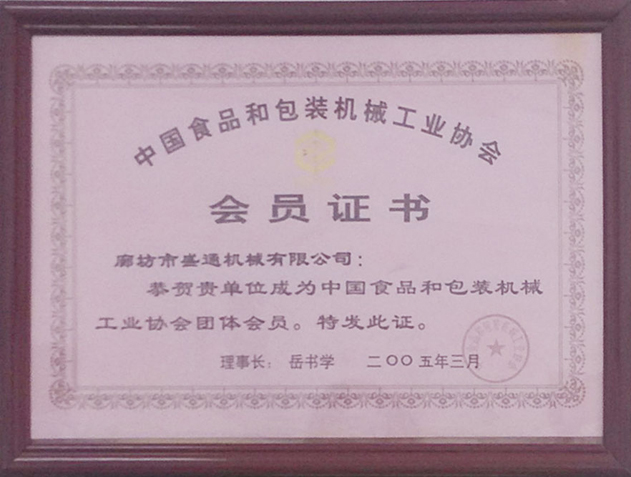 中国食品和包装机械工业协会
会员证书
廊坊市盛通机械有限公司：
恭贺贵单位成为中国食品和包装机械
工业协会团体会员。特发此证。
理事长： 岳书学 二〇〇五年三月